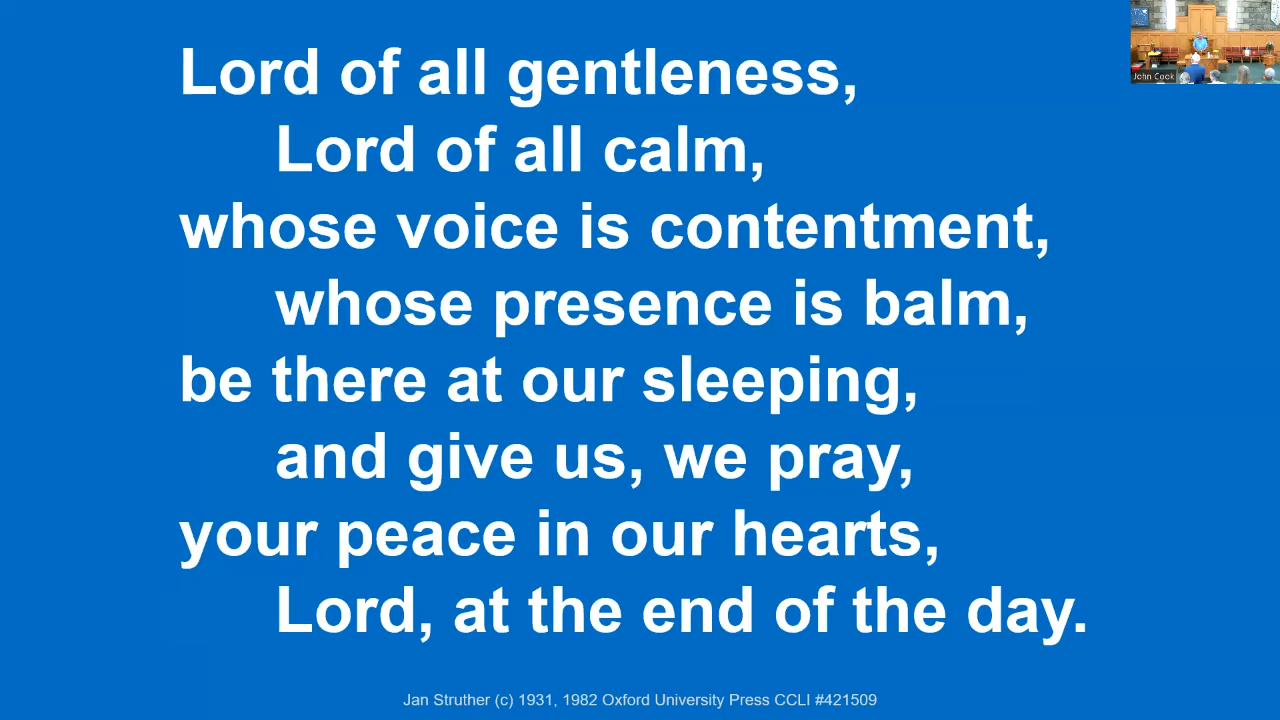 Lord of all gentleness,
Lord of all calm,
whose voice is contentment,
whose presence is balm,
be there at our sleeping,
and give us, we pray,
your peace in our hearts,
Lord, at the end of the day.
Jan Struther (c) 1931, 1982 Oxford University Press CCLI #421509
John Cook